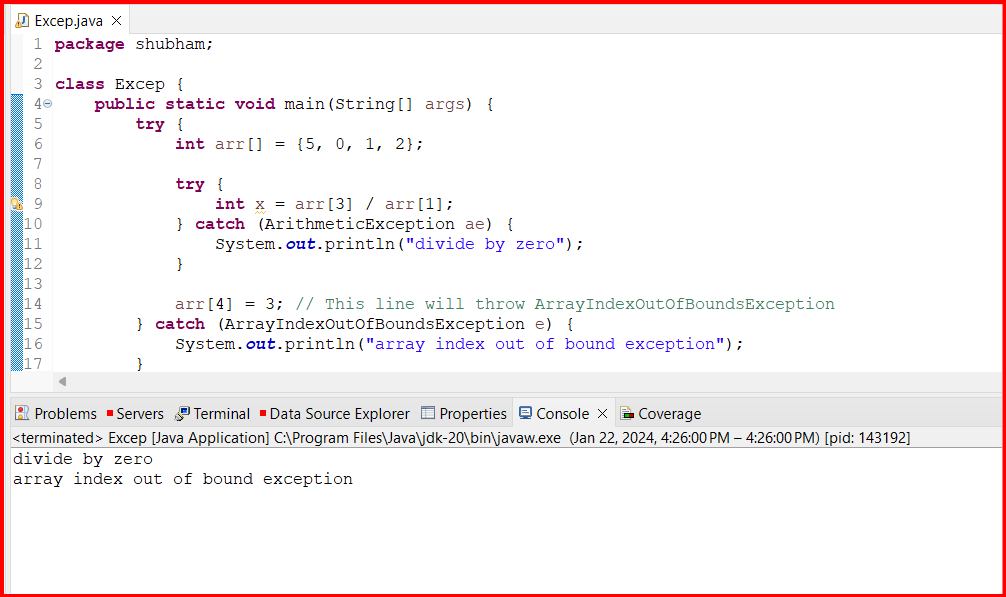 Excep.java
1 package shubham;
2
3 class Excep {
4 public static void main(String[] args) {
5 try {
6 int arr[] = {5, 0, 1, 2};
7
8 try {
9 int x = arr[3] / arr[1];
10 } catch (ArithmeticException ae) {
11 System.out.println("divide by zero");
12 }
13
14 arr[4] = 3; // This line will throw ArrayIndexOutOfBoundsException
15 } catch (ArrayIndexOutOfBoundsException e) {
16 System.out.println("array index out of bound exception");
17 }
Problems Servers Terminal Data Source Explorer Properties Console Coverage
<terminated> Excep [Java Application] C:\Program Files\Java\jdk-20\bin\javaw.exe (Jan 22, 2024, 4:26:00 PM – 4:26:00 PM) [pid: 143192]
divide by zero
array index out of bound exception